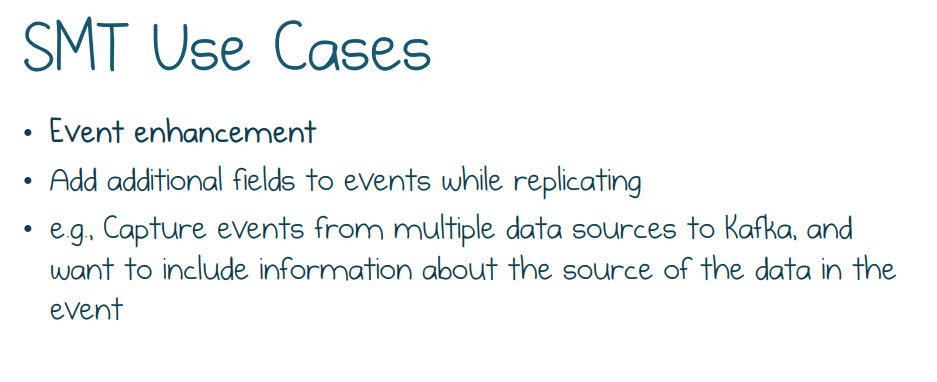 SMT Use Cases
• Event enhancement
• Add additional fields to events while replicating
• e.g., Capture events from multiple data sources to Kafka, and
want to include information about the source of the data in the
event